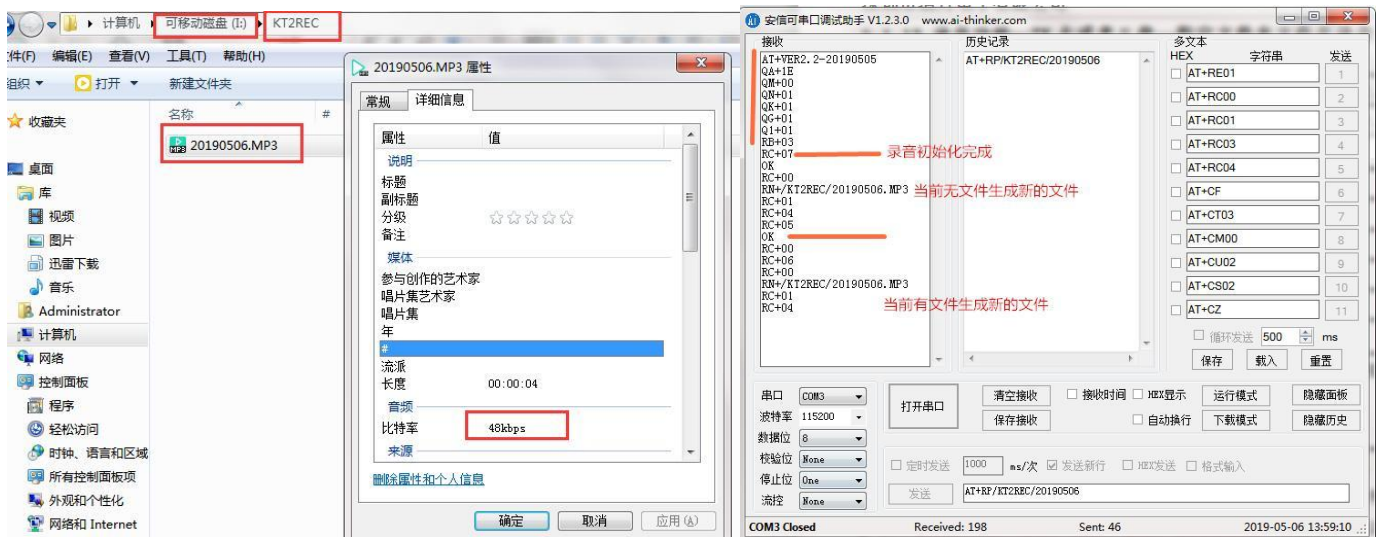 计算机 可移动磁盘 (I:) KT2REC
件(F) 编辑(E) 查看(V) 工具(T) 帮助(H)
组织 打开 新建文件夹
名称 #
20190506.MP3
收藏夹
桌面
库
视频
图片
迅雷下载
音乐
Administrator
计算机
网络
控制面板
程序
轻松访问
时钟、语言和区域
所有控制面板项
外观和个性化
网络和 Internet
20190506.MP3 属性
常规 详细信息
属性 值
说明
标题
副标题
分级
备注
媒体
参与创作的艺术家
唱片集艺术家
唱片集
年
#
流派
长度 00:00:04
音频
比特率 48kbps
来源
删除属性和个人信息
确定 取消 应用(A)
安信可串口调试助手 V1.2.3.0 www.ai-thinker.com
接收
AT+VER2.2-20190505
QA+1E
QM+00
QN+01
QK+01
QG+01
Q1+01
RB+03
RC+07 录音初始化完成
OK
RC+00
RN+/KT2REC/20190506.MP3 当前无文件生成新的文件
RC+01
RC+04
RC+05
OK
RC+00
RC+06
RC+00
RN+/KT2REC/20190506.MP3
RC+01 当前有文件生成新的文件
RC+04
历史记录
AT+RP/KT2REC/20190506
多文本
HEX 字符串 发送
AT+RE01 1
AT+RC00 2
AT+RC01 3
AT+RC03 4
AT+RC04 5
AT+CF 6
AT+CT03 7
AT+CM00 8
AT+CU02 9
AT+CS02 10
AT+CZ 11
循环发送 500 ms
保存 载入 重置
串口 COM3
波特率 115200
数据位 8
校验位 None
停止位 One
流控 None
打开串口
清空接收 接收时间 HEX显示 运行模式 隐藏面板
保存接收 自动换行 下载模式 隐藏历史
定时发送 1000 ms/次 发送新行 HEX发送 格式输入
发送 AT+RP/KT2REC/20190506
COM3 Closed Received: 198 Sent: 46 2019-05-06 13:59:10